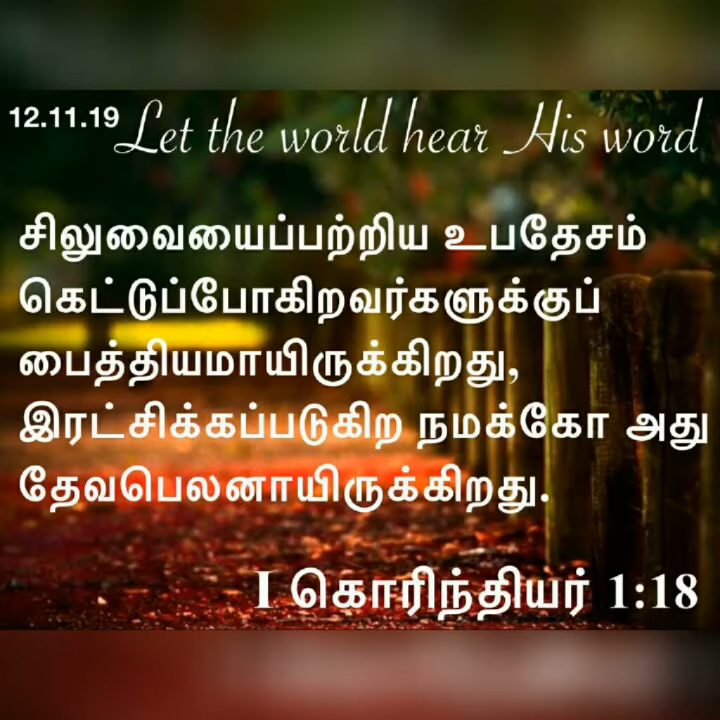 12.11.19 Let the world hear His word
சிலுவையைப்பற்றிய உபதேசம்
கெட்டுப்போகிறவர்களுக்குப்
பைத்தியமாயிருக்கிறது,
இரட்சிக்கப்படுகிற நமக்கோ அது
தேவபெலனாயிருக்கிறது.
I கொரிந்தியர் 1:18